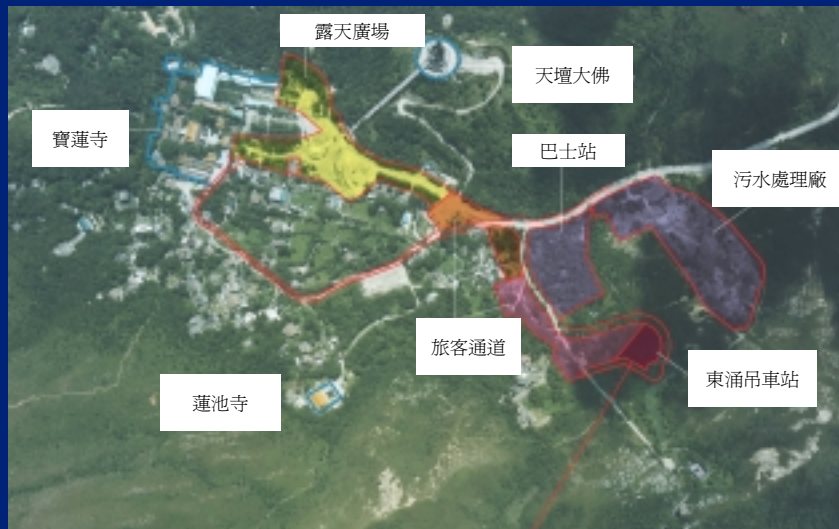 露天廣場
天壇大佛
寶蓮寺
巴士站
污水處理廠
旅客通道
東涌吊車站
蓮池寺